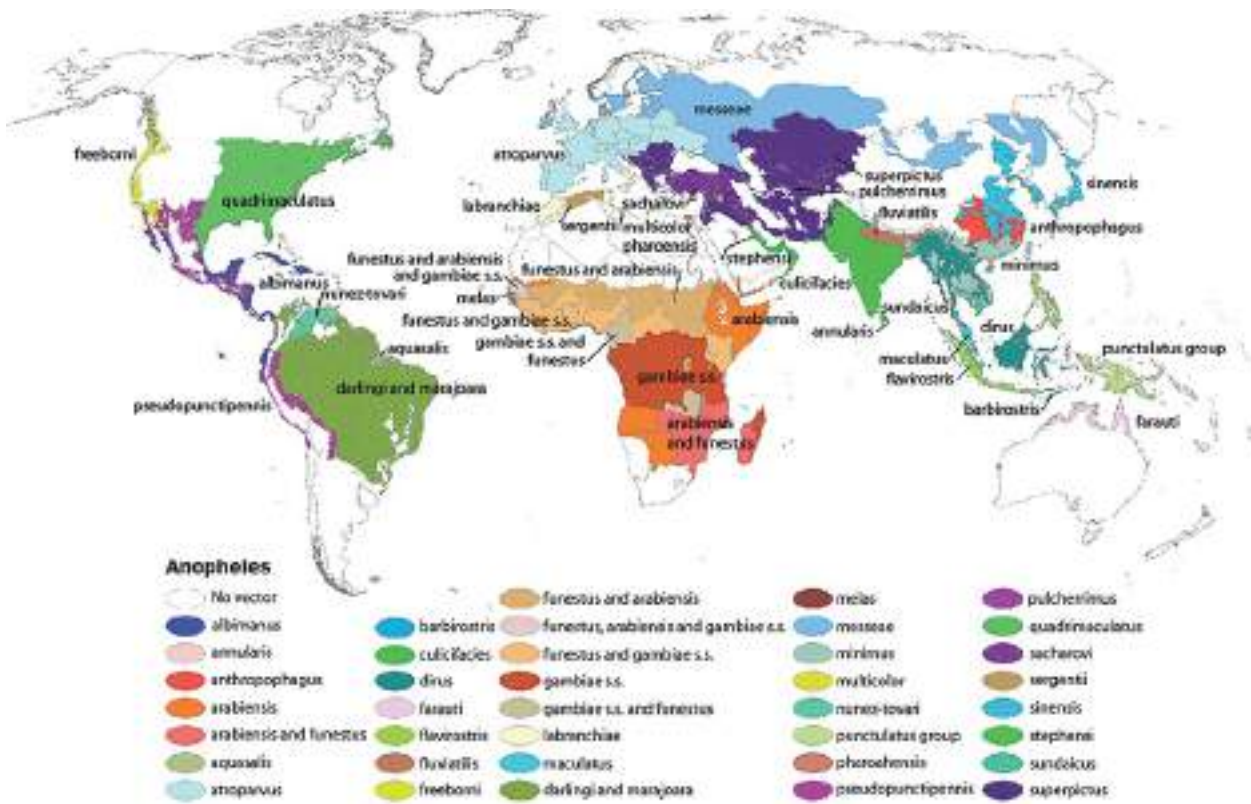 messeae
freeborni
atroparvus
quadrimaculatus
superpictus
pulcherrimus
sinensis
labranchiae
sacharovi
fluviatilis
sergentii
multicolor
anthropophagus
pharoensis
stephensi
funestus and arabiensis
and gambiae s.s.
funestus and arabiensis
minimus
albimanus
culicifacies
nunez-tovari
melas
sundaicus
funestus and gambiae s.s.
arabiensis
annularis
dirus
gambiae s.s. and
funestus
aquasalis
maculatus
punctulatus group
flavirostris
darlingi and marajoara
gambiae s.s.
pseudopunctipennis
barbirostris
arabiensis
and funestus
farauti
Anopheles
No vector
albimanus
annularis
anthropophagus
arabiensis
arabiensis and funestus
aquasalis
atroparvus
barbirostris
culicifacies
dirus
farauti
flavirostris
fluviatilis
freeborni
funestus and arabiensis
funestus, arabiensis and gambiae s.s.
funestus and gambiae s.s.
gambiae s.s.
gambiae s.s. and funestus
labranchiae
maculatus
darlingi and marajoara
melas
messeae
minimus
multicolor
nunez-tovari
punctulatus group
pharoahensis
pseudopunctipennis
pulcherrimus
quadrimaculatus
sacharovi
sergentii
sinensis
stephensi
sundaicus
superpictus